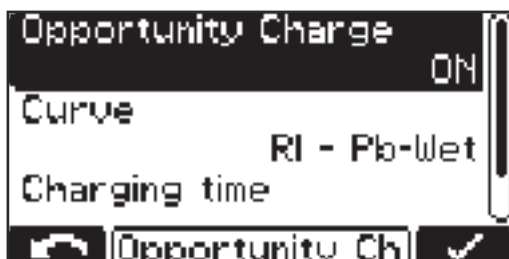 Opportunity Charge
ON
Curve
RI - Pb-Wet
Charging time
Opportunity Ch